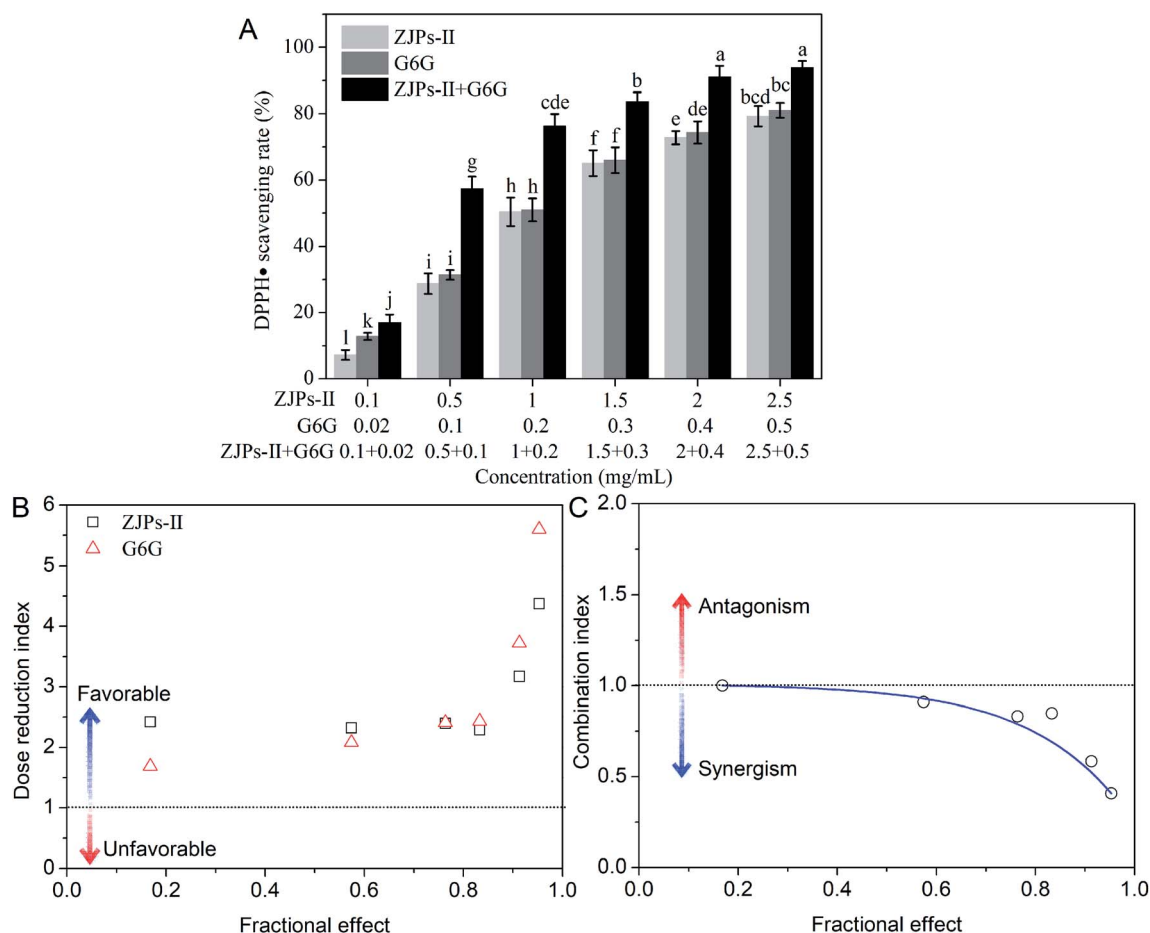 A
ZJPs-II
G6G
ZJPs-II+G6G
DPPH• scavenging rate (%)
100
80
60
40
20
0
l k j
i i g
h h cde
f f b
e de a
bcd bc a
ZJPs-II 0.1 0.5 1 1.5 2 2.5
G6G 0.02 0.1 0.2 0.3 0.4 0.5
ZJPs-II+G6G 0.1+0.02 0.5+0.1 1+0.2 1.5+0.3 2+0.4 2.5+0.5
Concentration (mg/mL)
B
ZJPs-II
G6G
Dose reduction index
6
5
4
3
2
1
0
Favorable
Unfavorable
0.0 0.2 0.4 0.6 0.8 1.0
Fractional effect
C
Combination index
2.0
1.5
1.0
0.5
0.0
Antagonism
Synergism
0.0 0.2 0.4 0.6 0.8 1.0
Fractional effect